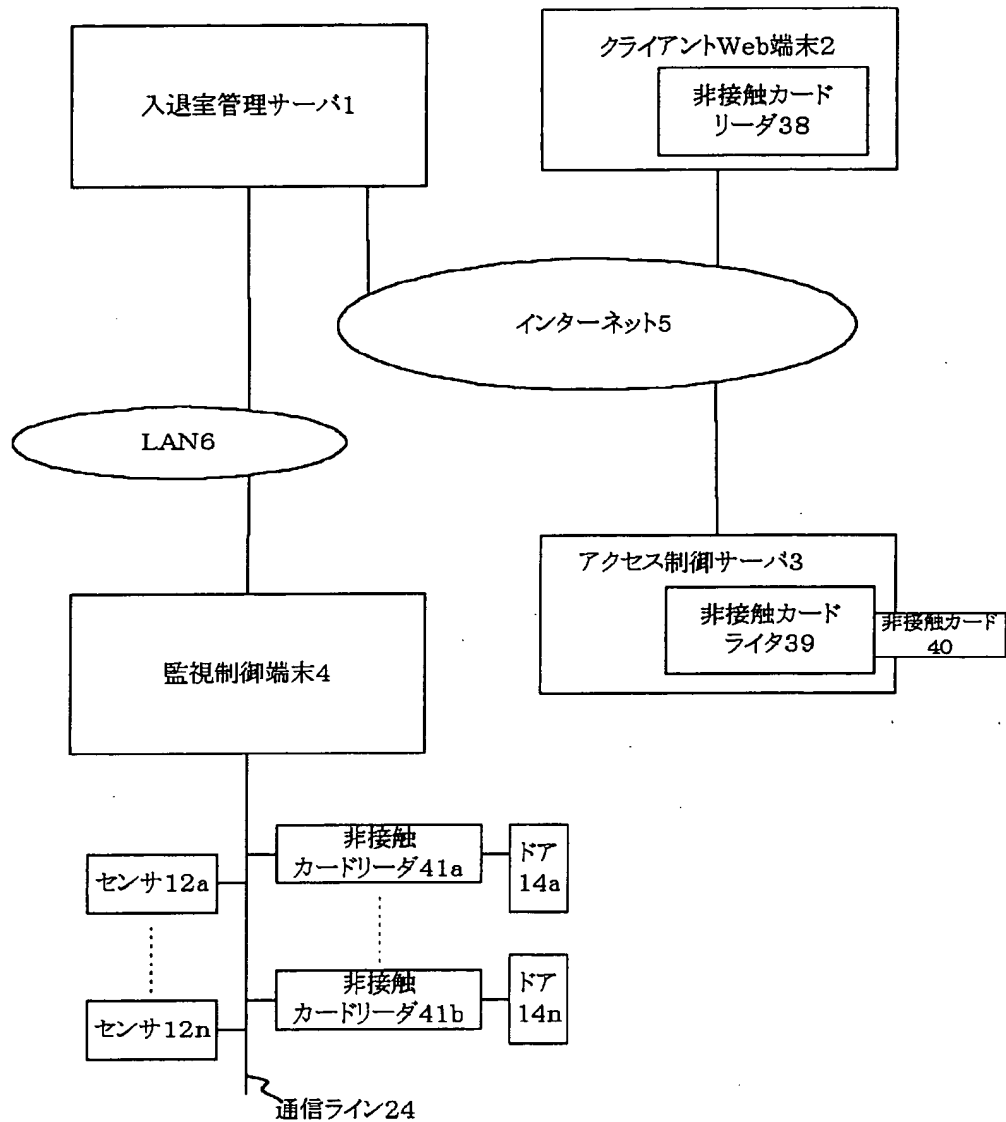 入退室管理サーバ1
クライアントWeb端末2
非接触カード
リーダ38
インターネット5
LAN6
アクセス制御サーバ3
非接触カード
ライタ39
非接触カード
40
監視制御端末4
非接触
カードリーダ41a
ドア
14a
センサ12a
非接触
カードリーダ41b
ドア
14n
センサ12n
通信ライン24